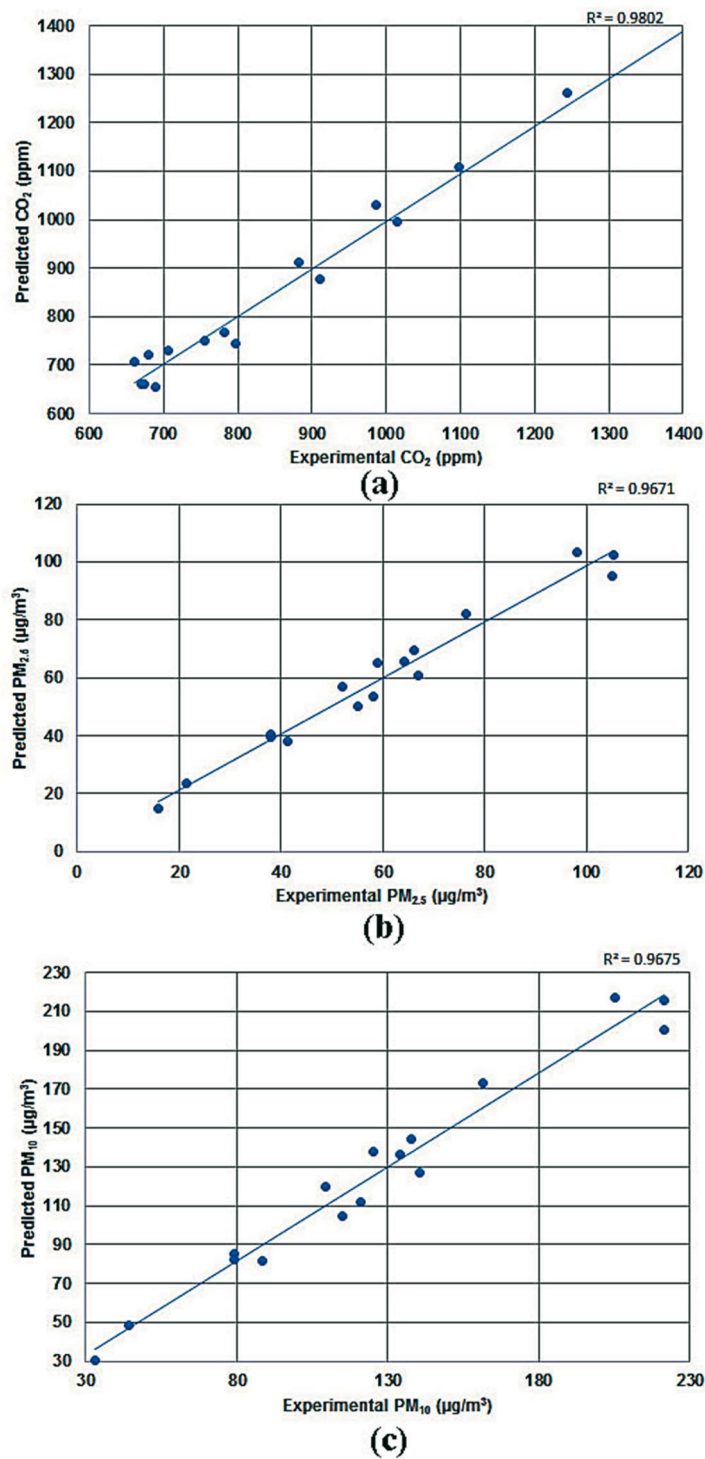 R² = 0.9802
1400
1300
1200
1100
1000
900
800
700
600
Predicted CO₂ (ppm)
600 700 800 900 1000 1100 1200 1300 1400
Experimental CO₂ (ppm)
(a)
R² = 0.9671
120
100
80
60
40
20
0
Predicted PM₂.₅ (µg/m³)
0 20 40 60 80 100 120
Experimental PM₂.₅ (µg/m³)
(b)
R² = 0.9675
230
210
190
170
150
130
110
90
70
50
30
Predicted PM₁₀ (µg/m³)
30 80 130 180 230
Experimental PM₁₀ (µg/m³)
(c)